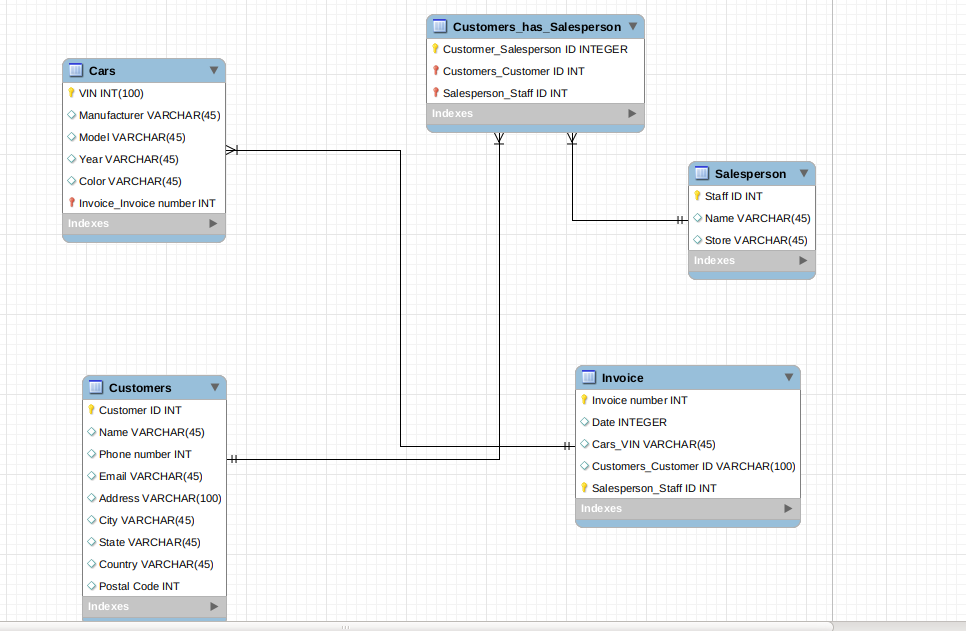 Customers_has_Salesperson
Custormer_Salesperson ID INTEGER
Customers_Customer ID INT
Salesperson_Staff ID INT
Indexes
Cars
VIN INT(100)
Manufacturer VARCHAR(45)
Model VARCHAR(45)
Year VARCHAR(45)
Color VARCHAR(45)
Invoice_Invoice number INT
Indexes
Salesperson
Staff ID INT
Name VARCHAR(45)
Store VARCHAR(45)
Indexes
Customers
Customer ID INT
Name VARCHAR(45)
Phone number INT
Email VARCHAR(45)
Address VARCHAR(100)
City VARCHAR(45)
State VARCHAR(45)
Country VARCHAR(45)
Postal Code INT
Indexes
Invoice
Invoice number INT
Date INTEGER
Cars_VIN VARCHAR(45)
Customers_Customer ID VARCHAR(100)
Salesperson_Staff ID INT
Indexes